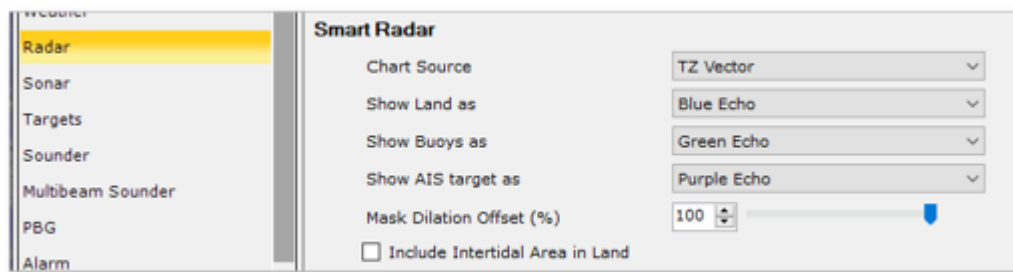 Weather
Radar
Sonar
Targets
Sounder
Multibeam Sounder
PBG
Alarm
Smart Radar
Chart Source TZ Vector
Show Land as Blue Echo
Show Buoys as Green Echo
Show AIS target as Purple Echo
Mask Dilation Offset (%) 100
Include Intertidal Area in Land